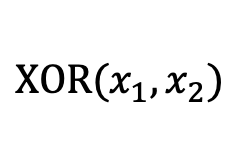 XOR(𝑥₁, 𝑥₂)